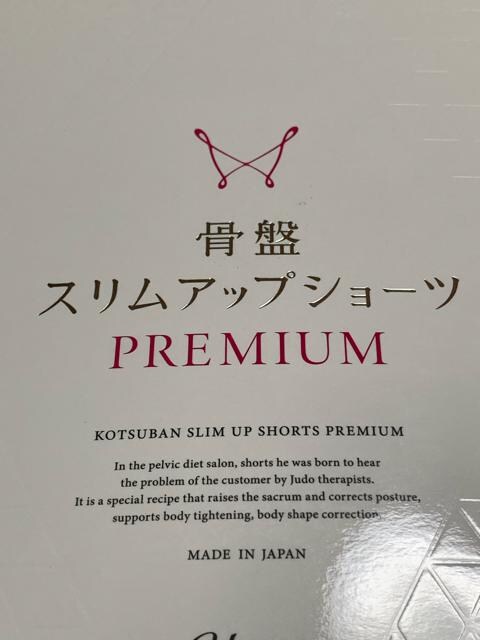 骨盤
スリムアップショーツ
PREMIUM
KOTSUBAN SLIM UP SHORTS PREMIUM
In the pelvic diet salon, shorts he was born to hear
the problem of the customer by Judo therapists.
It is a special recipe that raises the sacrum and corrects posture,
supports body tightening, body shape correction.
MADE IN JAPAN